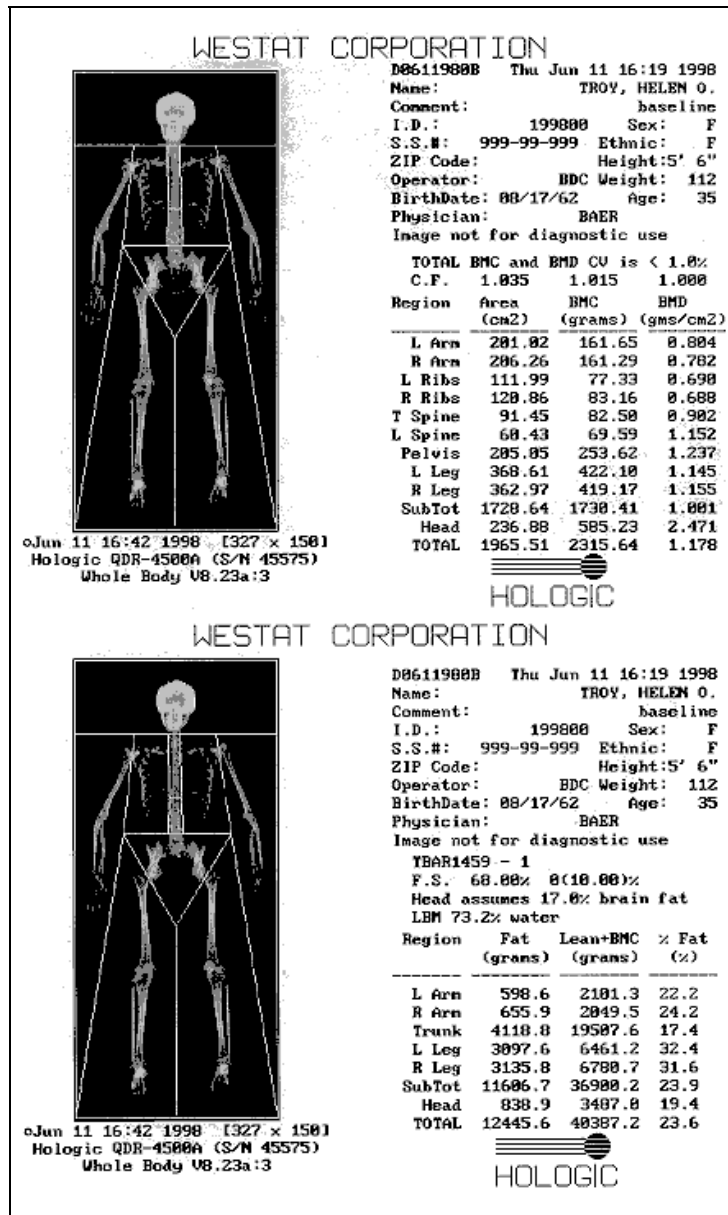 WESTAT CORPORATION
D0611980B Thu Jun 11 16:19 1998
Name: TROY, HELEN O.
Comment: baseline
I.D.: 199800 Sex: F
S.S.#: 999-99-999 Ethnic: F
ZIP Code: Height:5' 6"
Operator: BDC Weight: 112
BirthDate: 08/17/62 Age: 35
Physician: BAER
Image not for diagnostic use
TOTAL BMC and BMD CV is < 1.0%
C.F. 1.035 1.015 1.000
Region Area BMC BMD
(cm2) (grams) (gms/cm2)
L Arm 201.02 161.65 0.804
R Arm 206.26 161.29 0.782
L Ribs 111.99 77.33 0.690
R Ribs 120.86 83.16 0.688
T Spine 91.45 82.50 0.902
L Spine 60.43 69.59 1.152
Pelvis 205.05 253.62 1.237
L Leg 368.61 422.10 1.145
R Leg 362.97 419.17 1.155
SubTot 1728.64 1730.41 1.001
Head 236.88 585.23 2.471
TOTAL 1965.51 2315.64 1.178
Jun 11 16:42 1998 [327 x 150]
Hologic QDR-4500A (S/N 45575)
Whole Body V8.23a:3
HOLOGIC
WESTAT CORPORATION
D0611980B Thu Jun 11 16:19 1998
Name: TROY, HELEN O.
Comment: baseline
I.D.: 199800 Sex: F
S.S.#: 999-99-999 Ethnic: F
ZIP Code: Height:5' 6"
Operator: BDC Weight: 112
BirthDate: 08/17/62 Age: 35
Physician: BAER
Image not for diagnostic use
TBAR1459 - 1
F.S. 68.00% 0(10.00)%
Head assumes 17.0% brain fat
LBM 73.2% water
Region Fat Lean+BMC % Fat
(grams) (grams) (%)
L Arm 598.6 2101.3 22.2
R Arm 655.9 2049.5 24.2
Trunk 4118.8 19507.6 17.4
L Leg 3097.6 6461.2 32.4
R Leg 3135.8 6780.7 31.6
SubTot 11606.7 36900.2 23.9
Head 838.9 3487.0 19.4
TOTAL 12445.6 40387.2 23.6
Jun 11 16:42 1998 [327 x 150]
Hologic QDR-4500A (S/N 45575)
Whole Body V8.23a:3
HOLOGIC